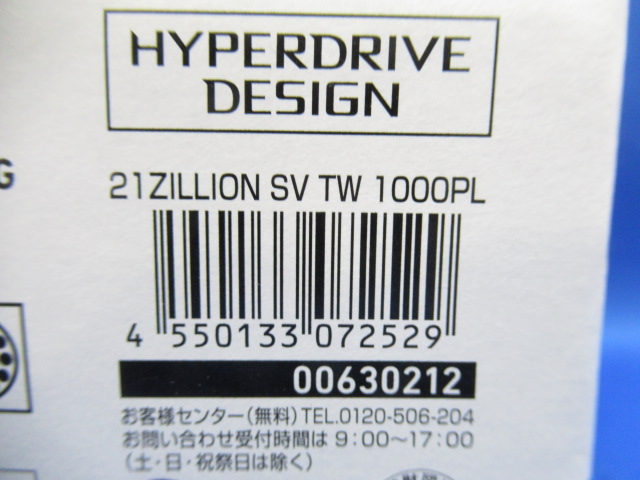 HYPERDRIVE
DESIGN
G
21ZILLION SV TW 1000PL
4 550133 072529
00630212
お客様センター(無料)TEL.0120-506-204
お問い合わせ受付時間は 9:00~17:00
(土・日・祝祭日は除く)